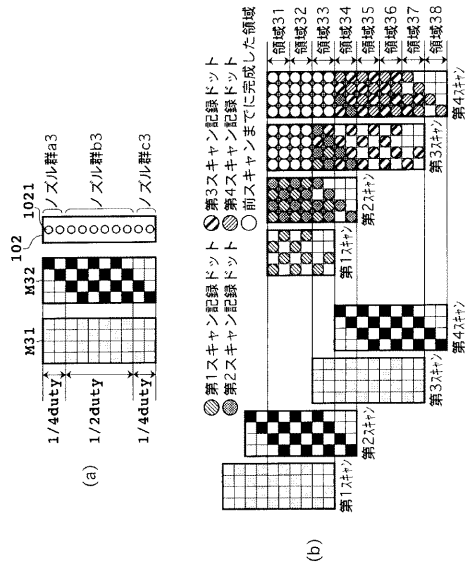 (a)
M31
M32
102
1021
1/4duty
1/2duty
1/4duty
ノズル群a3
ノズル群b3
ノズル群c3
(b)
第1スキャン記録ドット
第2スキャン記録ドット
第3スキャン記録ドット
第4スキャン記録ドット
前スキャンまでに完成した領域
第1スキャン
第2スキャン
第3スキャン
第4スキャン
第1スキャン
第2スキャン
第3スキャン
第4スキャン
領域31
領域32
領域33
領域34
領域35
領域36
領域37
領域38